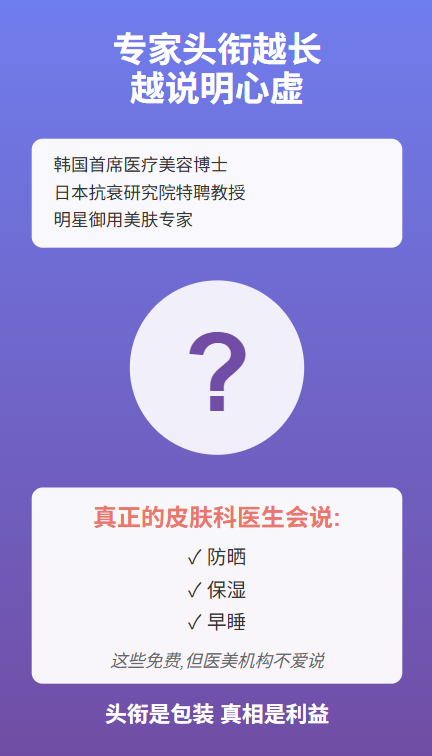 专家头衔越长
越说明心虚
韩国首席医疗美容博士
日本抗衰研究院特聘教授
明星御用美肤专家
?
真正的皮肤科医生会说:
✓ 防晒
✓ 保湿
✓ 早睡
这些免费,但医美机构不爱说
头衔是包装 真相是利益